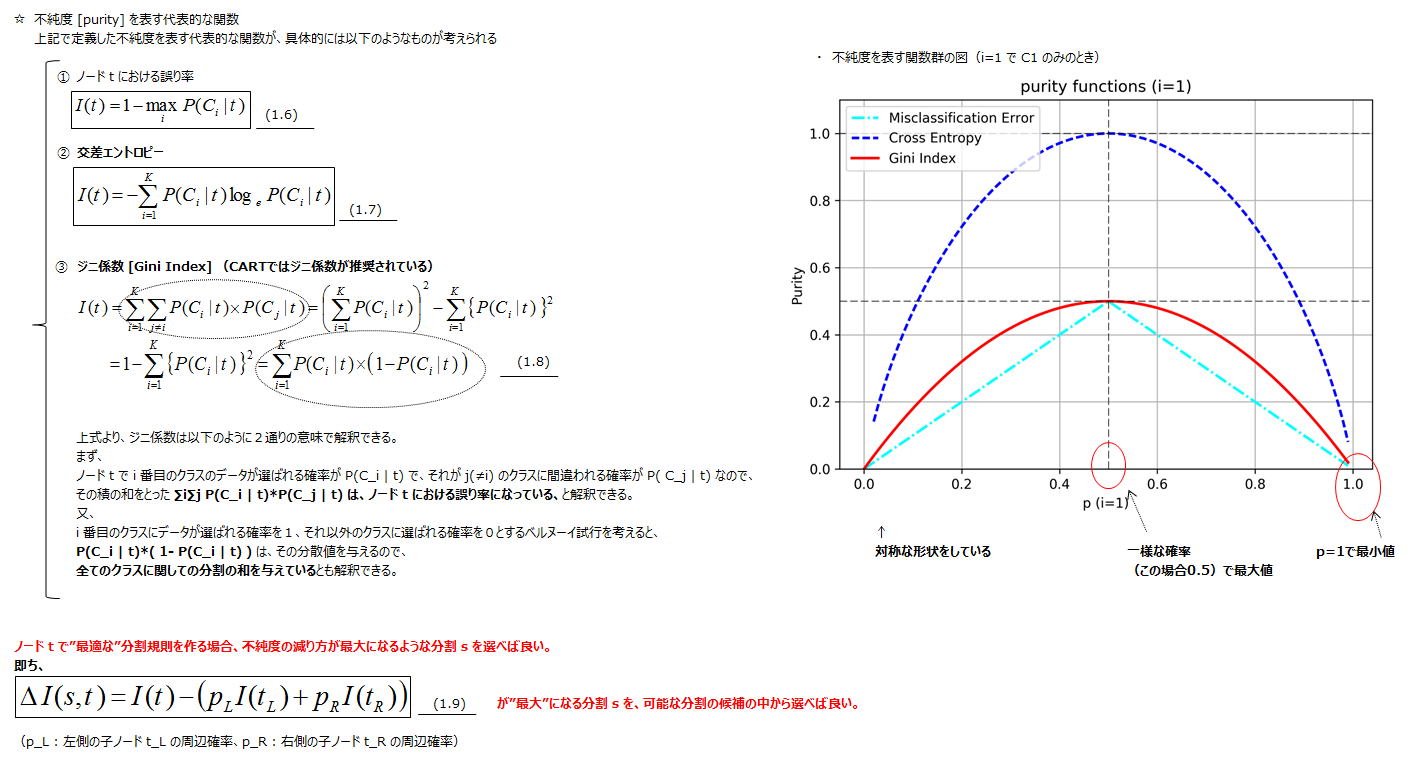 ☆ 不純度 [purity] を表す代表的な関数
上記で定義した不純度を表す代表的な関数が、具体的には以下のようなものが考えられる
① ノード t における誤り率
I(t) = 1 − max_i P(C_i | t) (1.6)
② 交差エントロピー
I(t) = −∑_{i=1}^{K} P(C_i | t) log_e P(C_i | t) (1.7)
③ ジニ係数 [Gini Index] (CARTではジニ係数が推奨されている)
I(t) = ∑_{i=1}^{K} ∑_{j≠i} P(C_i | t) × P(C_j | t) = (∑_{i=1}^{K} P(C_i | t))^2 − ∑_{i=1}^{K} {P(C_i | t)}^2
= 1 − ∑_{i=1}^{K} {P(C_i | t)}^2 = ∑_{i=1}^{K} P(C_i | t) × (1 − P(C_i | t)) (1.8)
上式より、ジニ係数は以下のように2通りの意味で解釈できる。
まず、
ノード t で i 番目のクラスのデータが選ばれる確率が P(C_i | t) で、それが j(≠i) のクラスに間違われる確率が P( C_j | t) なので、
その積の和をとった ∑i∑j P(C_i | t)*P(C_j | t) は、ノード t における誤り率になっている、と解釈できる。
又、
i 番目のクラスにデータが選ばれる確率を1、それ以外のクラスに選ばれる確率を0とするベルヌーイ試行を考えると、
P(C_i | t)*( 1- P(C_i | t) ) は、その分散値を与えるので、
全てのクラスに関しての分割の和を与えているとも解釈できる。
ノード t で"最適な"分割規則を作る場合、不純度の減り方が最大になるような分割 s を選べば良い。
即ち、
ΔI(s,t) = I(t) − (p_L I(t_L) + p_R I(t_R)) (1.9) が"最大"になる分割 s を、可能な分割の候補の中から選べば良い。
(p_L : 左側の子ノード t_L の周辺確率、p_R : 右側の子ノード t_R の周辺確率)
・ 不純度を表す関数群の図 (i=1 で C1 のみのとき)
purity functions (i=1)
Misclassification Error
Cross Entropy
Gini Index
1.0
0.8
0.6
0.4
0.2
0.0
Purity
0.0 0.2 0.4 0.6 0.8 1.0
p (i=1)
↑
対称な形状をしている
一様な確率
(この場合0.5) で最大値
p=1で最小値